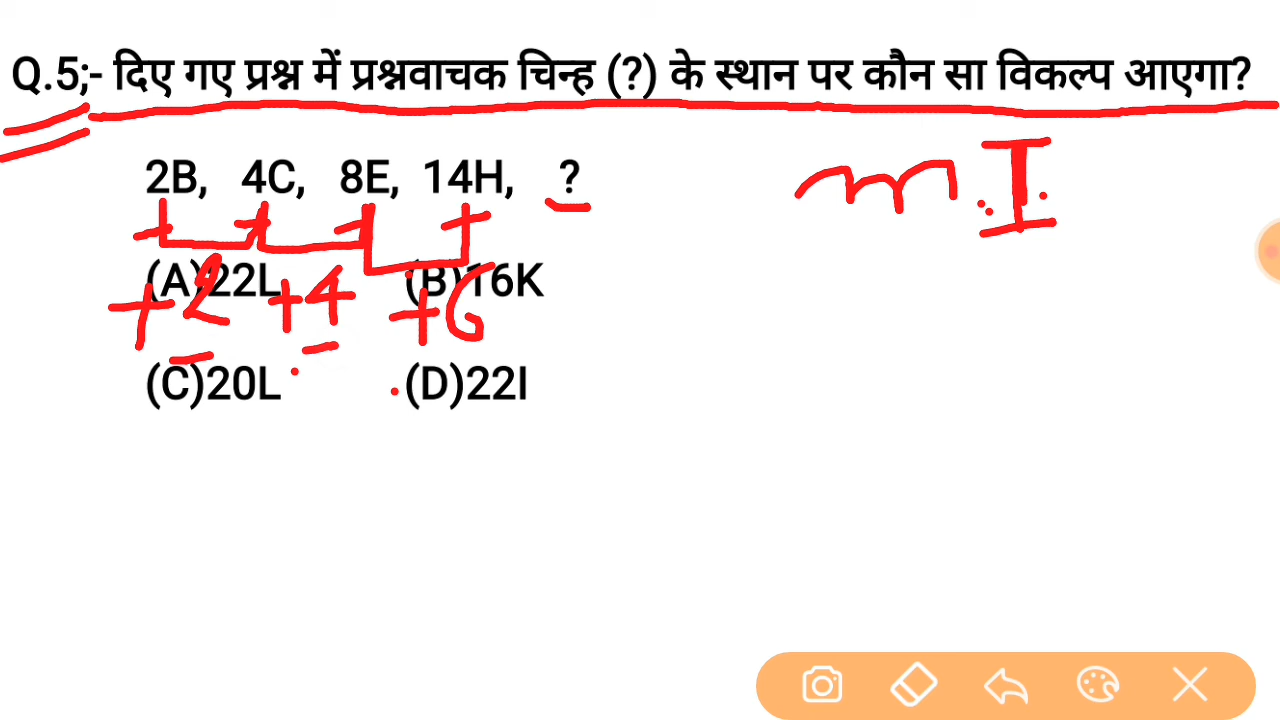 Q.5;- दिए गए प्रश्न में प्रश्नवाचक चिन्ह (?) के स्थान पर कौन सा विकल्प आएगा?
2B, 4C, 8E, 14H, ?
(A)22L (B)16K
+2 +4 +6
(C)20L (D)22I